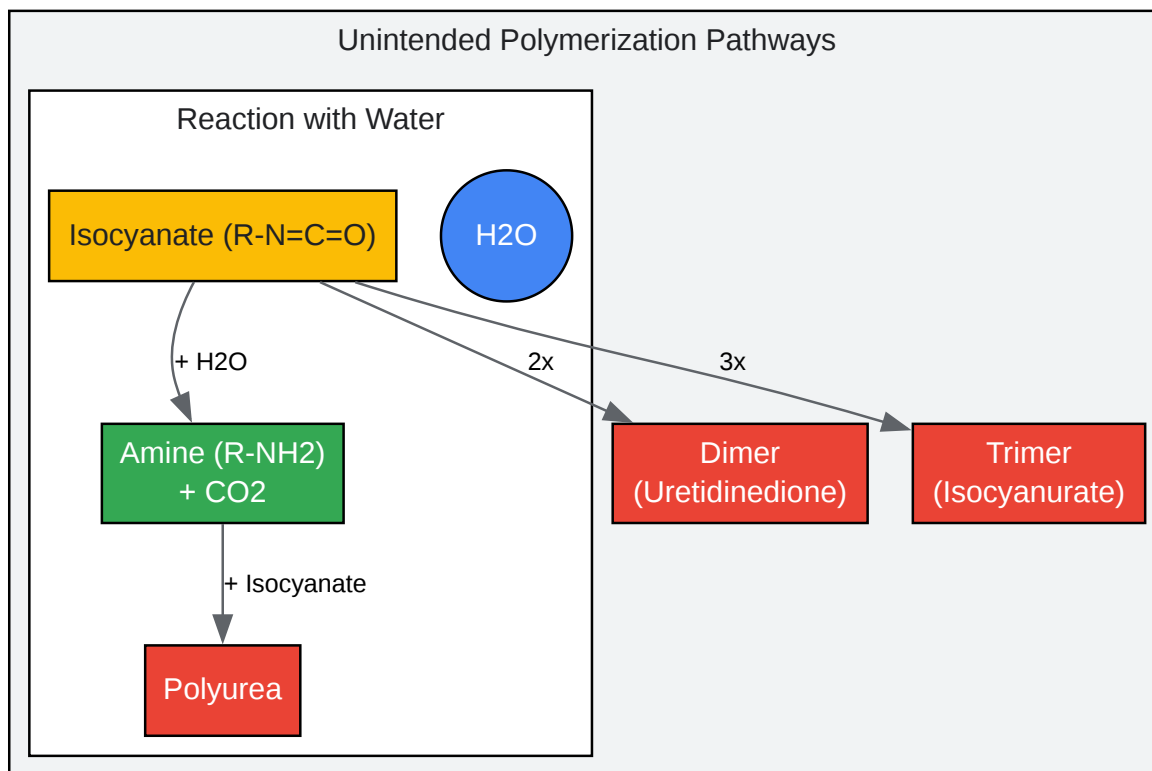 Unintended Polymerization Pathways
Reaction with Water
Isocyanate (R-N=C=O)
H2O
+ H2O
2x
3x
Amine (R-NH2)
+ CO2
Dimer
(Uretidinedione)
Trimer
(Isocyanurate)
+ Isocyanate
Polyurea